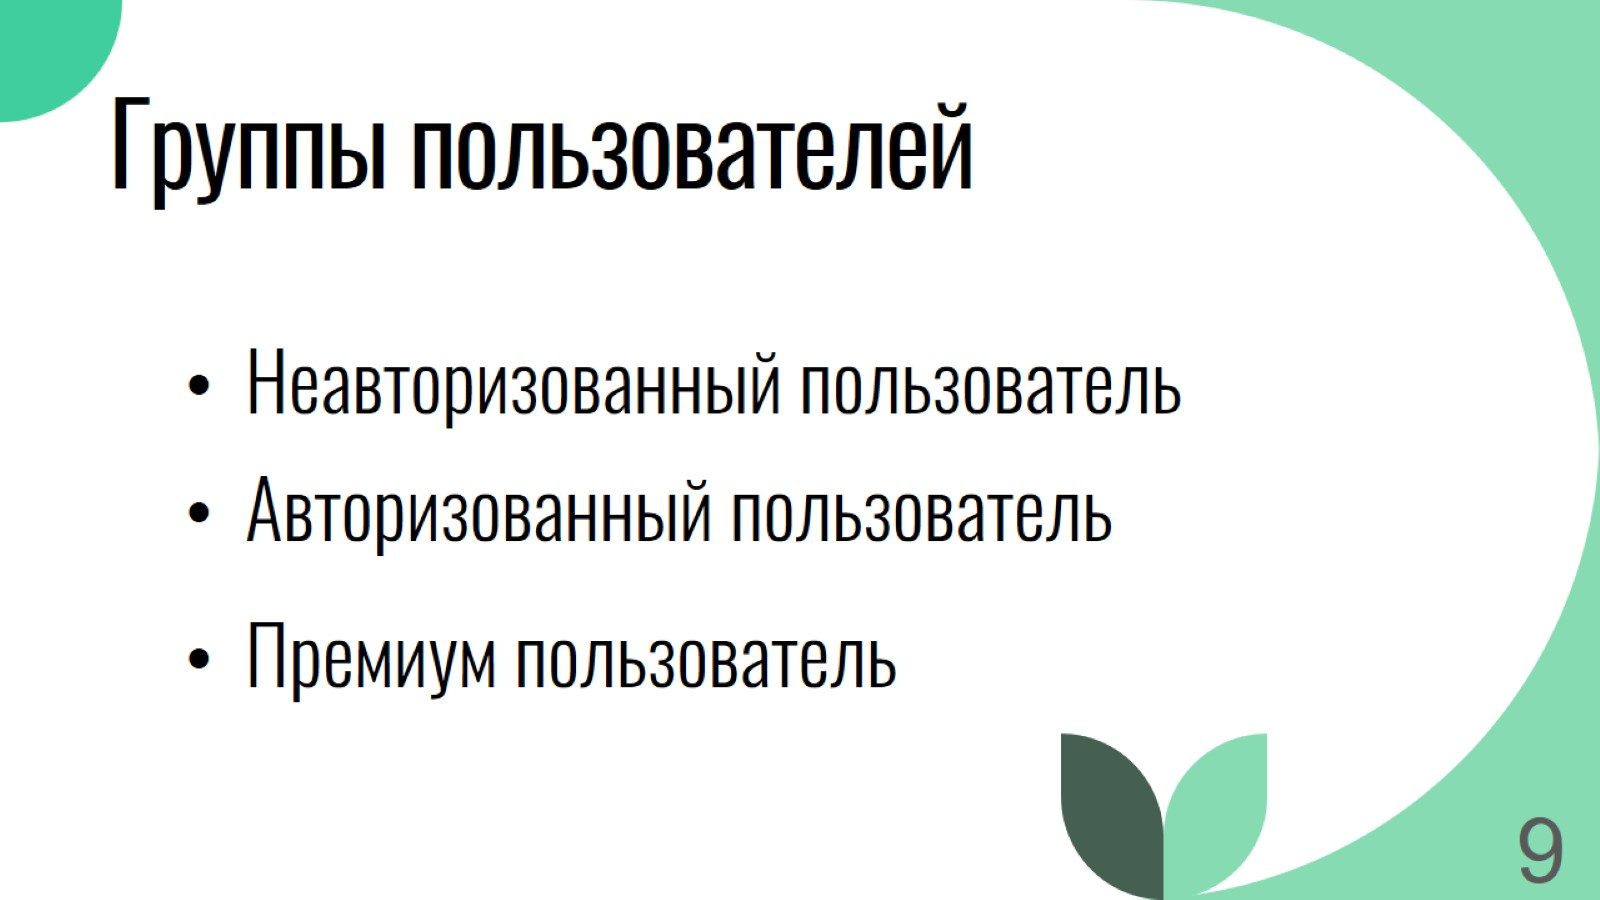 Группы пользователей
• Неавторизованный пользователь
• Авторизованный пользователь
• Премиум пользователь
9